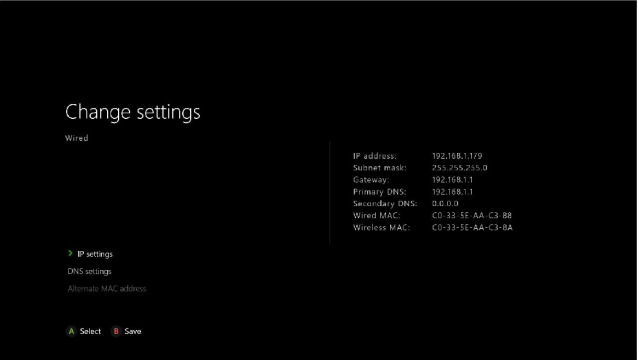 Change settings
Wired
IP address: 192.168.1.179
Subnet mask: 255.255.255.0
Gateway: 192.168.1.1
Primary DNS: 192.168.1.1
Secondary DNS: 0.0.0.0
Wired MAC: C0-33-5E-AA-C3-88
Wireless MAC: C0-33-5E-AA-C3-8A
IP settings
DNS settings
Alternate MAC address
A Select B Save